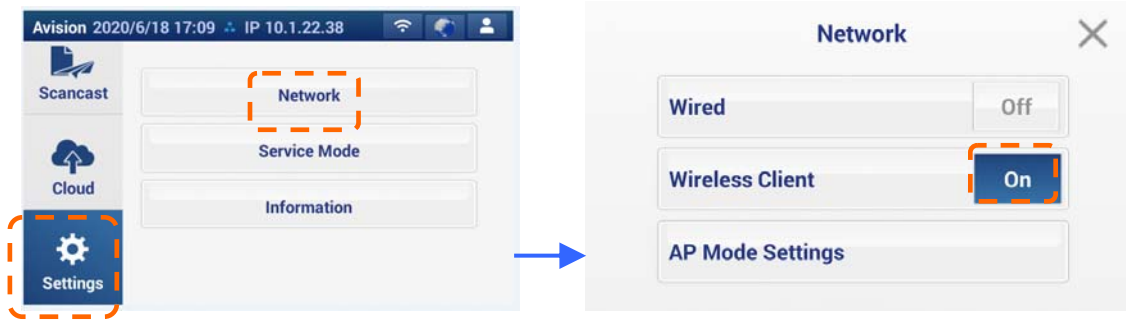 Avision 2020/6/18 17:09 IP 10.1.22.38
Scancast
Network
Service Mode
Cloud
Information
Settings
Network
Wired Off
Wireless Client On
AP Mode Settings